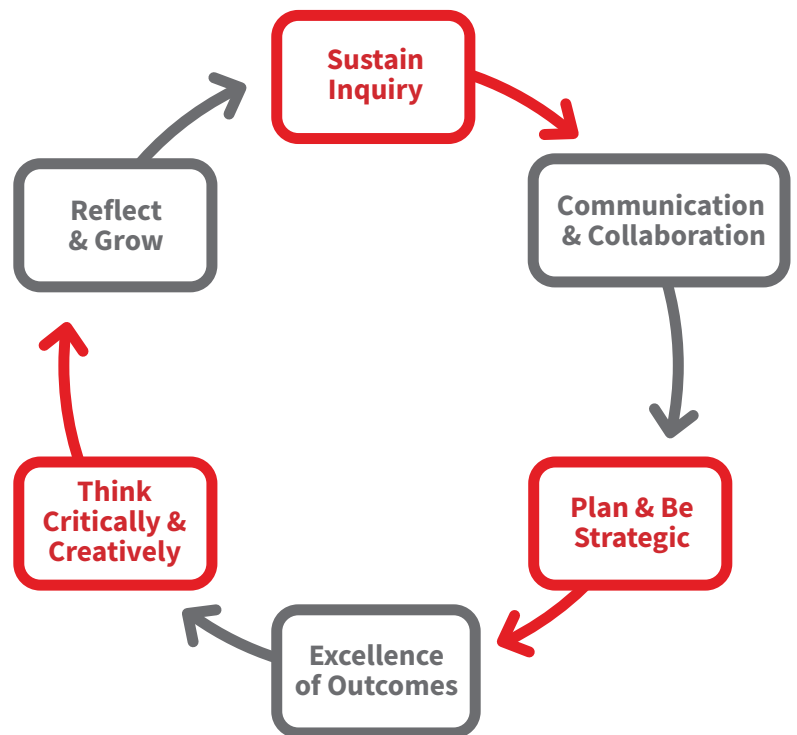 Sustain
Inquiry
Communication
& Collaboration
Plan & Be
Strategic
Excellence
of Outcomes
Think
Critically &
Creatively
Reflect
& Grow